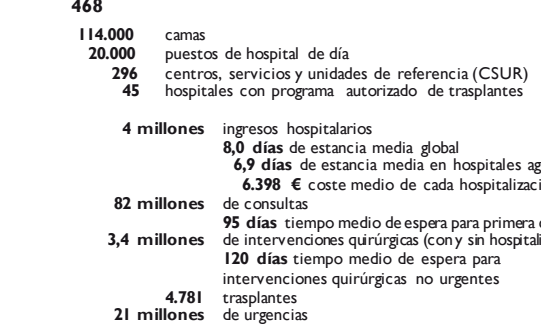 468
114.000 camas
20.000 puestos de hospital de día
296 centros, servicios y unidades de referencia (CSUR)
45 hospitales con programa autorizado de trasplantes
4 millones ingresos hospitalarios
8,0 días de estancia media global
6,9 días de estancia media en hospitales
6.398 € coste medio de cada
82 millones de consultas
95 días tiempo medio de espera para primera
3,4 millones de intervenciones quirúrgicas (con y sin
120 días tiempo medio de espera para
intervenciones quirúrgicas no urgentes
4.781 trasplantes
21 millones de urgencias